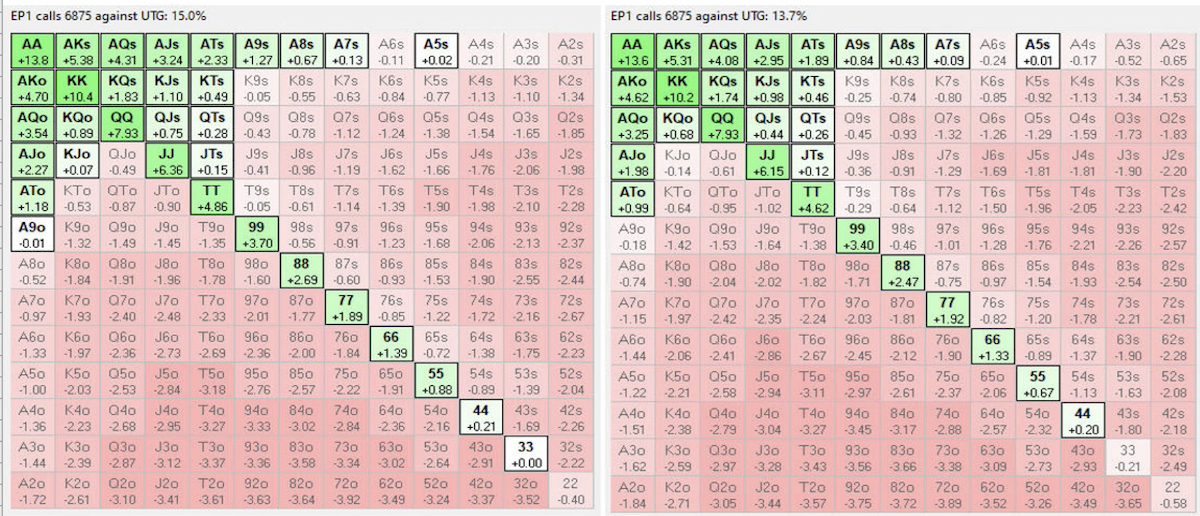 EP1 calls 6875 against UTG: 15.0%
AA AKs AQs AJs ATs A9s A8s A7s A6s A5s A4s A3s A2s
+13.8 +5.38 +4.31 +3.24 +2.33 +1.27 +0.67 +0.13 -0.11 +0.02 -0.21 -0.20 -0.31
AKo KK KQs KJs KTs K9s K8s K7s K6s K5s K4s K3s K2s
+4.70 +10.4 +1.83 +1.10 +0.49 -0.05 -0.55 -0.63 -0.84 -0.77 -1.13 -1.10 -1.34
AQo KQo QQ QJs QTs Q9s Q8s Q7s Q6s Q5s Q4s Q3s Q2s
+3.54 +0.89 +7.93 +0.75 +0.28 -0.43 -0.78 -1.12 -1.24 -1.38 -1.54 -1.65 -1.85
AJo KJo QJo JJ JTs J9s J8s J7s J6s J5s J4s J3s J2s
+2.27 +0.07 -0.49 +6.36 +0.15 -0.41 -0.96 -1.19 -1.62 -1.66 -1.76 -2.06 -1.98
ATo KTo QTo JTo TT T9s T8s T7s T6s T5s T4s T3s T2s
+1.18 -0.53 -0.87 -0.90 +4.86 -0.05 -0.61 -1.14 -1.39 -1.90 -1.98 -2.10 -2.28
A9o K9o Q9o J9o T9o 99 98s 97s 96s 95s 94s 93s 92s
-0.01 -1.32 -1.49 -1.45 -1.35 +3.70 -0.56 -0.91 -1.23 -1.68 -2.06 -2.13 -2.37
A8o K8o Q8o J8o T8o 98o 88 87s 86s 85s 84s 83s 82s
-0.52 -1.84 -1.91 -1.96 -1.78 -1.60 +2.69 -0.60 -0.93 -1.53 -1.90 -2.55 -2.44
A7o K7o Q7o J7o T7o 97o 87o 77 76s 75s 74s 73s 72s
-0.97 -1.93 -2.40 -2.48 -2.33 -2.01 -1.77 +1.89 -0.85 -1.22 -1.72 -2.16 -2.67
A6o K6o Q6o J6o T6o 96o 86o 76o 66 65s 64s 63s 62s
-1.33 -1.97 -2.36 -2.73 -2.69 -2.36 -2.00 -1.84 +1.39 -0.72 -1.38 -1.75 -2.23
A5o K5o Q5o J5o T5o 95o 85o 75o 65o 55 54s 53s 52s
-1.00 -2.03 -2.53 -2.84 -3.18 -2.76 -2.57 -2.22 -1.91 +0.88 -0.89 -1.39 -2.04
A4o K4o Q4o J4o T4o 94o 84o 74o 64o 54o 44 43s 42s
-1.36 -2.23 -2.68 -2.95 -3.27 -3.33 -3.02 -2.84 -2.36 -2.16 +0.21 -1.69 -2.26
A3o K3o Q3o J3o T3o 93o 83o 73o 63o 53o 43o 33 32s
-1.44 -2.39 -2.87 -3.12 -3.37 -3.36 -3.58 -3.34 -3.02 -2.64 -2.91 +0.00 -2.22
A2o K2o Q2o J2o T2o 92o 82o 72o 62o 52o 42o 32o 22
-1.72 -2.61 -3.10 -3.41 -3.61 -3.63 -3.64 -3.92 -3.49 -3.24 -3.37 -3.52 -0.40
EP1 calls 6875 against UTG: 13.7%
AA AKs AQs AJs ATs A9s A8s A7s A6s A5s A4s A3s A2s
+13.6 +5.31 +4.08 +2.95 +1.89 +0.84 +0.43 +0.09 -0.24 +0.01 -0.17 -0.52 -0.65
AKo KK KQs KJs KTs K9s K8s K7s K6s K5s K4s K3s K2s
+4.62 +10.2 +1.74 +0.98 +0.46 -0.25 -0.74 -0.80 -0.85 -0.92 -1.13 -1.34 -1.53
AQo KQo QQ QJs QTs Q9s Q8s Q7s Q6s Q5s Q4s Q3s Q2s
+3.25 +0.68 +7.93 +0.44 +0.26 -0.45 -0.93 -1.32 -1.26 -1.29 -1.59 -1.73 -1.83
AJo KJo QJo JJ JTs J9s J8s J7s J6s J5s J4s J3s J2s
+1.98 -0.14 -0.61 +6.15 +0.12 -0.36 -0.91 -1.29 -1.69 -1.81 -1.81 -1.90 -2.20
ATo KTo QTo JTo TT T9s T8s T7s T6s T5s T4s T3s T2s
+0.99 -0.64 -0.95 -1.02 +4.62 -0.29 -0.64 -1.12 -1.50 -1.96 -2.05 -2.23 -2.42
A9o K9o Q9o J9o T9o 99 98s 97s 96s 95s 94s 93s 92s
-0.18 -1.42 -1.53 -1.64 -1.38 +3.40 -0.46 -1.01 -1.28 -1.76 -2.21 -2.26 -2.57
A8o K8o Q8o J8o T8o 98o 88 87s 86s 85s 84s 83s 82s
-0.74 -1.90 -2.04 -2.02 -1.82 -1.71 +2.47 -0.75 -0.97 -1.54 -1.93 -2.54 -2.50
A7o K7o Q7o J7o T7o 97o 87o 77 76s 75s 74s 73s 72s
-1.15 -1.97 -2.42 -2.35 -2.24 -2.03 -1.81 +1.92 -0.82 -1.20 -1.78 -2.21 -2.61
A6o K6o Q6o J6o T6o 96o 86o 76o 66 65s 64s 63s 62s
-1.44 -2.06 -2.41 -2.86 -2.67 -2.45 -2.12 -1.90 +1.33 -0.89 -1.37 -1.90 -2.28
A5o K5o Q5o J5o T5o 95o 85o 75o 65o 55 54s 53s 52s
-1.22 -2.21 -2.58 -2.94 -3.11 -2.97 -2.61 -2.37 -2.06 +0.67 -1.13 -1.63 -2.08
A4o K4o Q4o J4o T4o 94o 84o 74o 64o 54o 44 43s 42s
-1.51 -2.38 -2.79 -3.04 -3.27 -3.45 -3.17 -2.88 -2.57 -2.32 +0.20 -1.80 -2.18
A3o K3o Q3o J3o T3o 93o 83o 73o 63o 53o 43o 33 32s
-1.62 -2.59 -2.97 -3.28 -3.43 -3.56 -3.66 -3.38 -3.09 -2.73 -2.93 -0.21 -2.49
A2o K2o Q2o J2o T2o 92o 82o 72o 62o 52o 42o 32o 22
-1.84 -2.71 -3.05 -3.44 -3.57 -3.75 -3.72 -3.89 -3.52 -3.26 -3.49 -3.65 -0.58